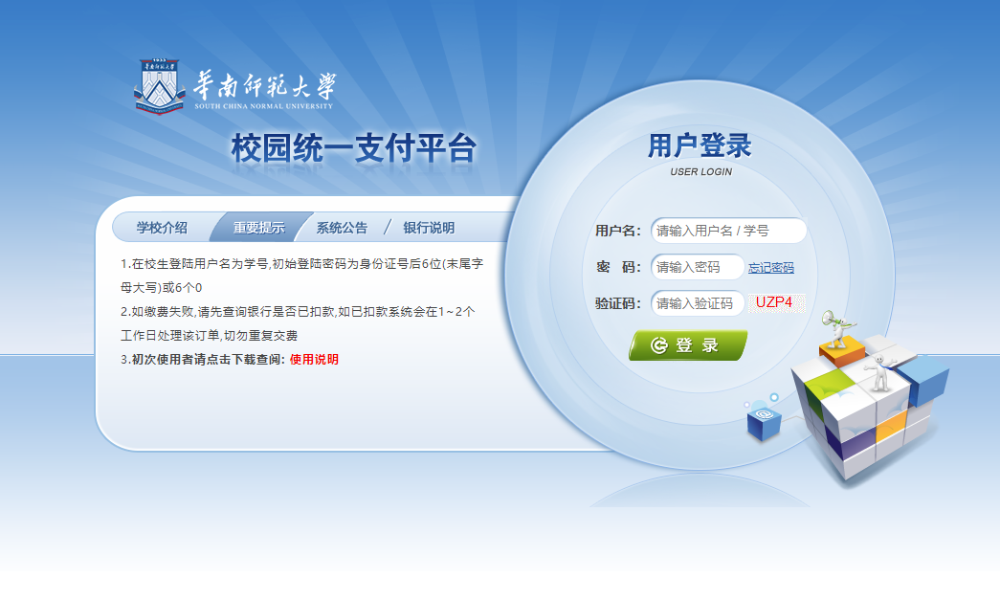 華南师范大学
SOUTH CHINA NORMAL UNIVERSITY
校园统一支付平台
学校介绍 重要提示 系统公告 / 银行说明
1.在校生登陆用户名为学号,初始登陆密码为身份证号后6位(末尾字
母大写)或6个0
2.如缴费失败,请先查询银行是否已扣款,如已扣款系统会在1~2个
工作日处理该订单,切勿重复交费
3.初次使用者请点击下载查阅: 使用说明
用户登录
USER LOGIN
用户名： 请输入用户名 / 学号
密 码： 请输入密码 忘记密码
验证码： 请输入验证码 UZP4
登 录
@